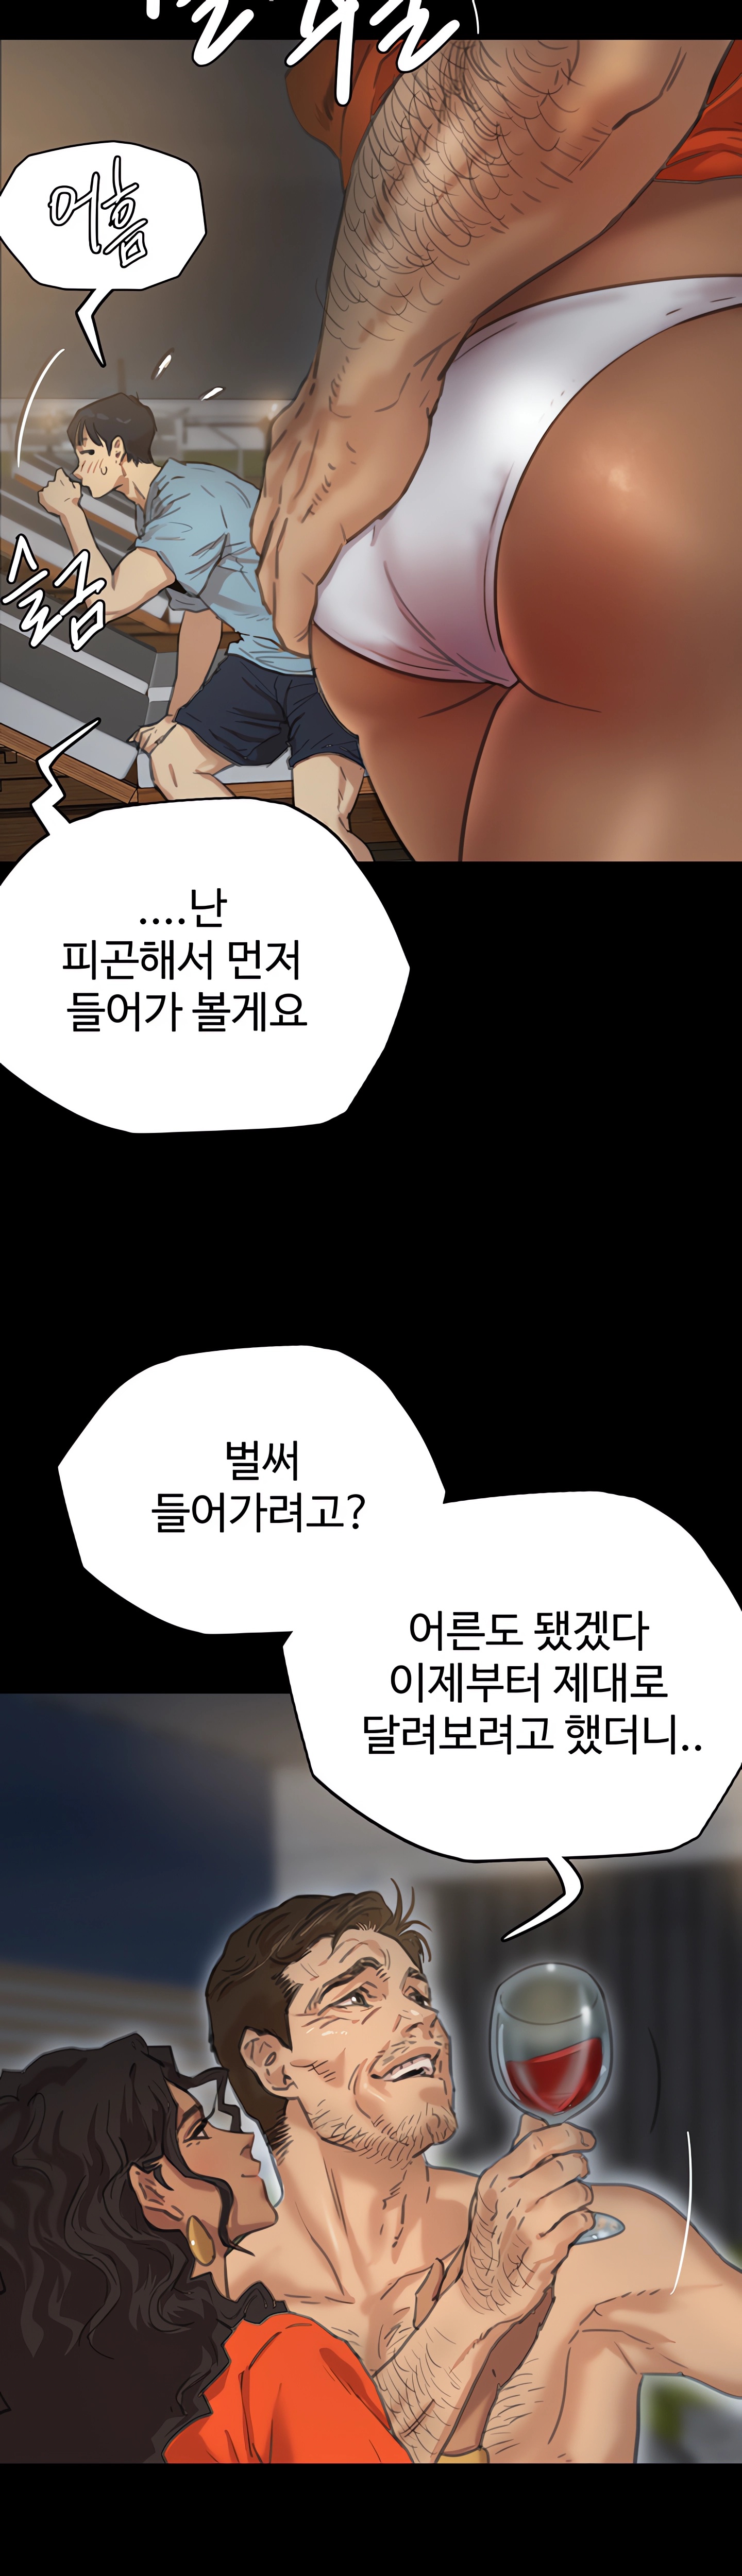 어흠
슬금
....난
피곤해서 먼저
들어가 볼게요
벌써
들어가려고?
어른도 됐겠다
이제부터 제대로
달려보려고 했더니..